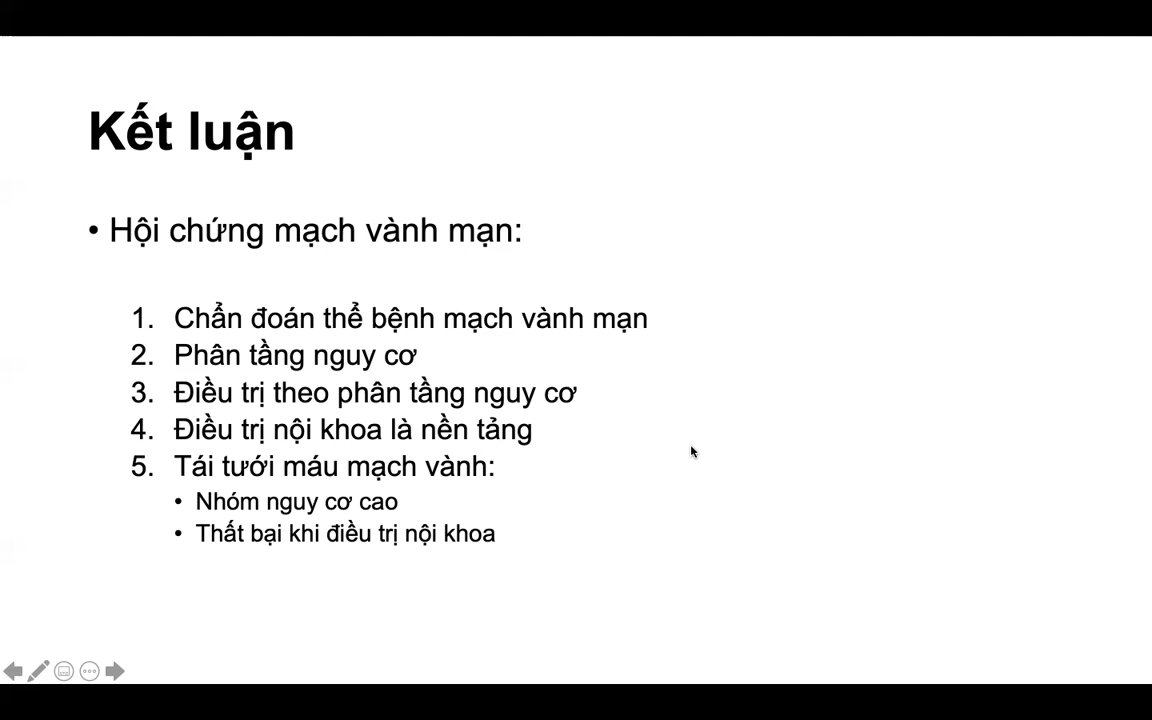 Kết luận
• Hội chứng mạch vành mạn:
1. Chẩn đoán thể bệnh mạch vành mạn
2. Phân tầng nguy cơ
3. Điều trị theo phân tầng nguy cơ
4. Điều trị nội khoa là nền tảng
5. Tái tưới máu mạch vành:
• Nhóm nguy cơ cao
• Thất bại khi điều trị nội khoa